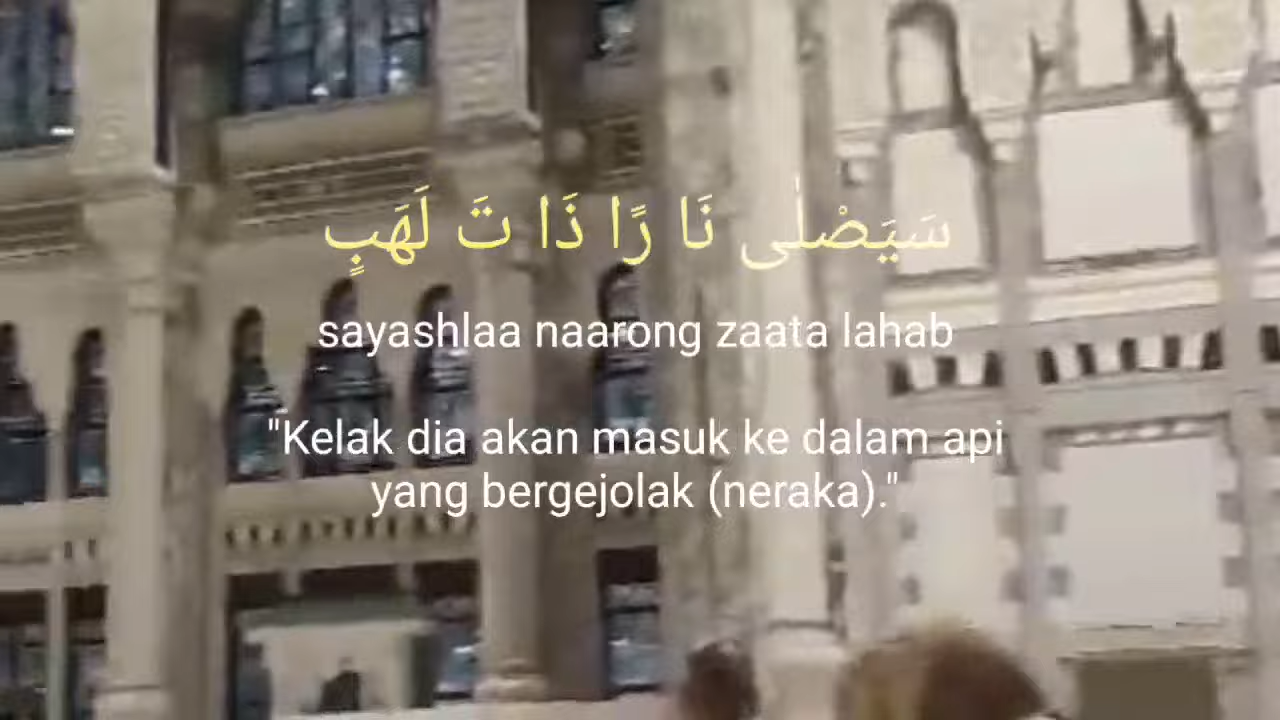 سَيَصْلٰى نَا رًا ذَا تَ لَهَبٍ
sayashlaa naarong zaata lahab
"Kelak dia akan masuk ke dalam api
yang bergejolak (neraka)."